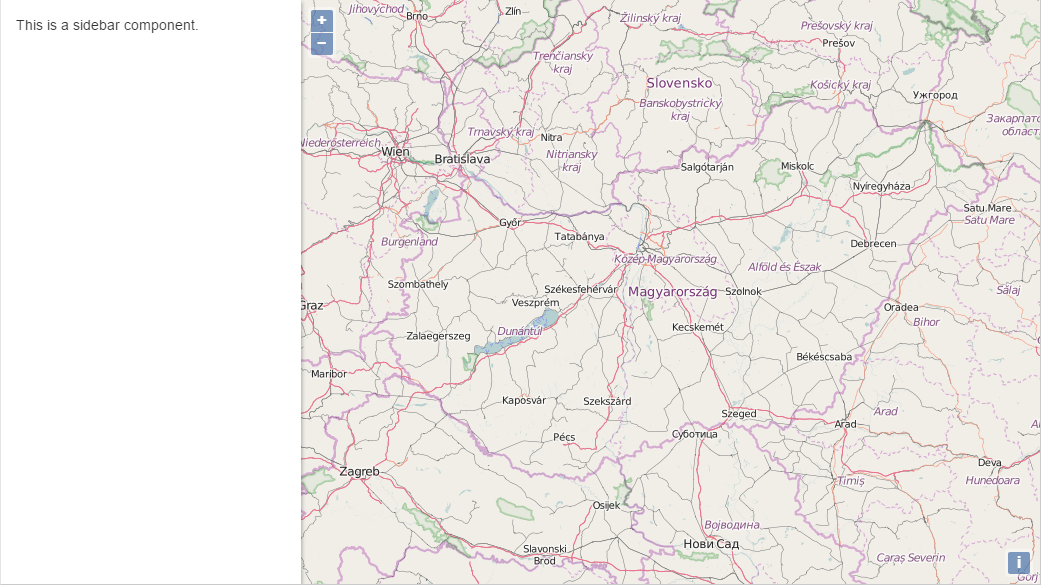 This is a sidebar component.
+
−
Jihovýchod
Brno
Zlín
Žilinský kraj
Prešovský kraj
Prešov
Trenčiansky
kraj
Slovensko
Košický kraj
Ужгород
Banskobystrický
kraj
Trnavský kraj
Nitra
Niederösterreich
Wien
Bratislava
Nitriansky
kraj
Salgótarján
Miskolc
Nyíregyháza
Satu Mare
Satu Mare
Győr
Tatabánya
Burgenland
Debrecen
Közép-Magyarország
Alföld és Észak
Szombathely
Székesfehérvár
Magyarország
Szolnok
Sălaj
Veszprém
Graz
Oradea
Bihor
Dunántúl
Kecskemét
Zalaegerszeg
Békéscsaba
Maribor
Kaposvár
Szekszárd
Szeged
Arad
Arad
Pécs
Суботица
Zagreb
Deva
Hunedoara
Timiș
Osijek
Војводина
Нови Сад
Slavonski
Brod
Caraș Severin
i